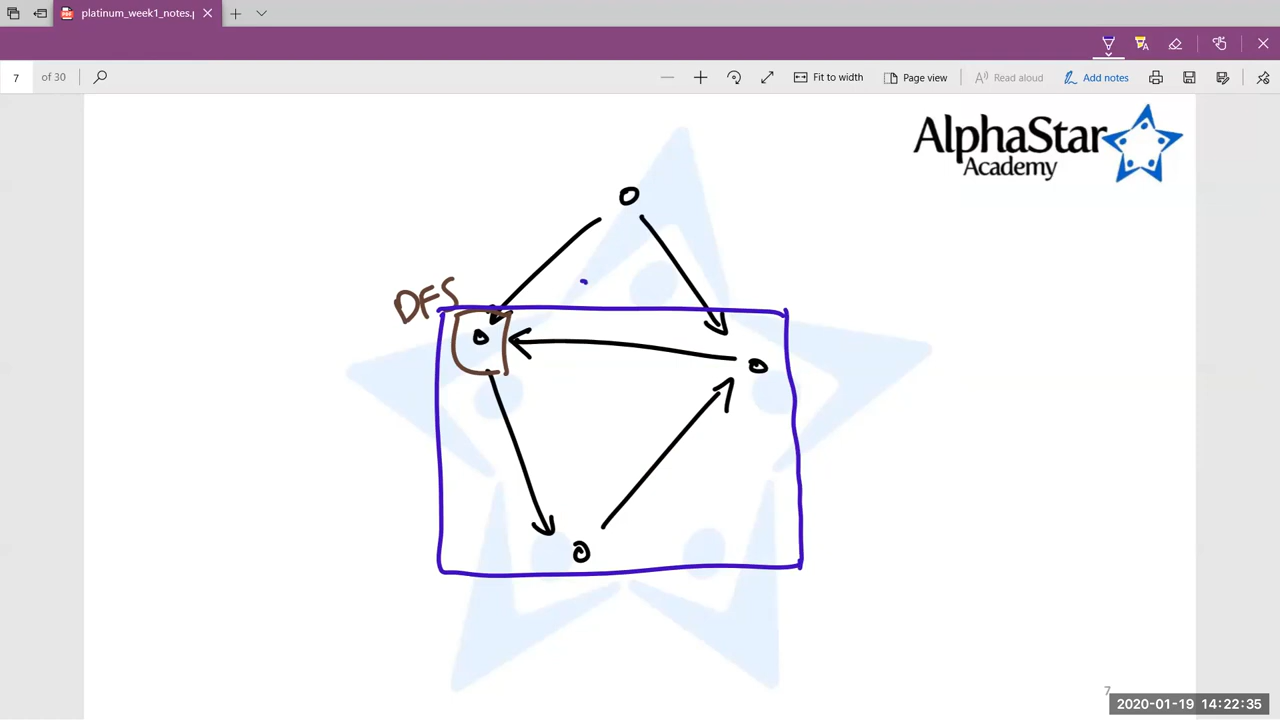 platinum_week1_notes.p
7 of 30
Fit to width
Page view
Read aloud
Add notes
AlphaStar
Academy
DFS
7
2020-01-19 14:22:35